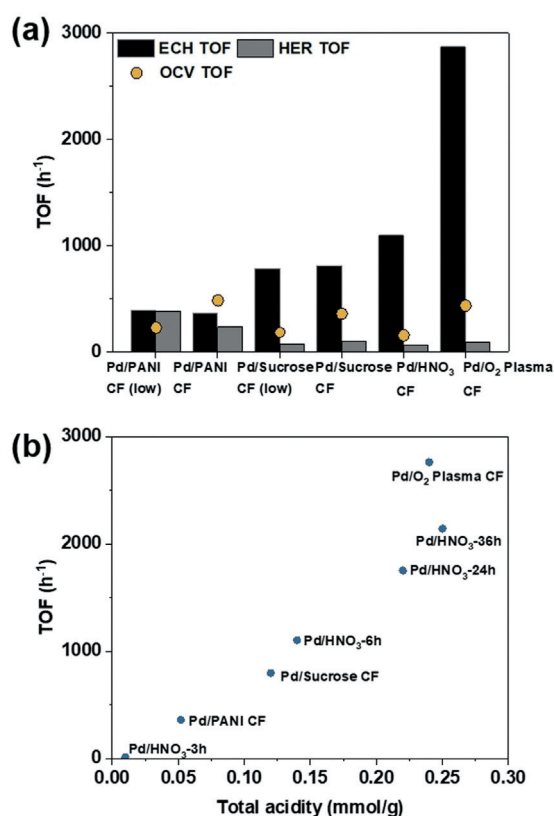 (a)
ECH TOF
HER TOF
OCV TOF
TOF (h⁻¹)
3000
2000
1000
0
Pd/PANI Pd/PANI Pd/Sucrose Pd/Sucrose Pd/HNO₃ Pd/O₂ Plasma
CF (low) CF CF (low) CF CF CF
(b)
TOF (h⁻¹)
3000
2000
1000
0
Pd/O₂ Plasma CF
Pd/HNO₃-36h
Pd/HNO₃-24h
Pd/HNO₃-6h
Pd/Sucrose CF
Pd/PANI CF
Pd/HNO₃-3h
0.00 0.05 0.10 0.15 0.20 0.25 0.30
Total acidity (mmol/g)